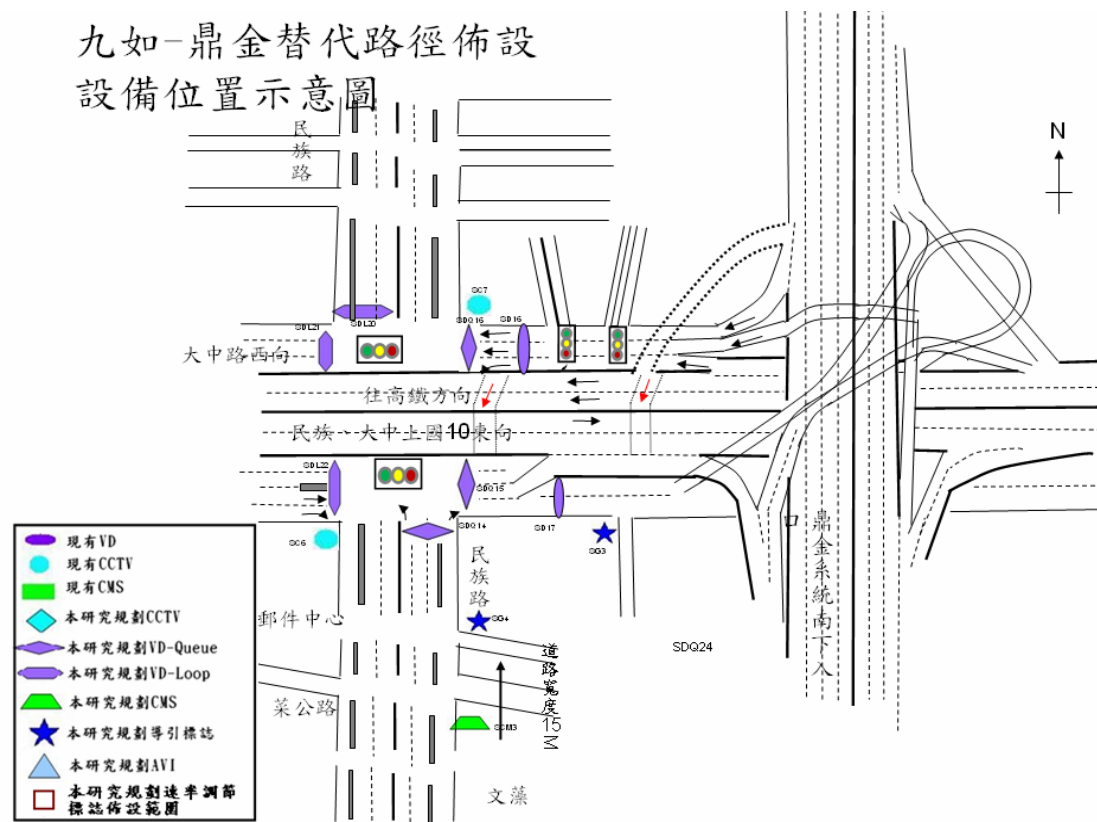 九如-鼎金替代路徑佈設
設備位置示意圖
民族路
N
SC7
SDL21
SDL20
SDQ16
SD16
大中路西向
往高鐵方向
民族、大中上國10東向
SDL22
SDQ15
SDQ14
SD17
SC6
SG3
民族路
鼎金系統南下入口
郵件中心
SG4
道路寬度15M
SDQ24
菜公路
SCM3
文藻
現有VD
現有CCTV
現有CMS
本研究規劃CCTV
本研究規劃VD-Queue
本研究規劃VD-Loop
本研究規劃CMS
本研究規劃導引標誌
本研究規劃AVI
本研究規劃速率調節
標誌佈設範圍